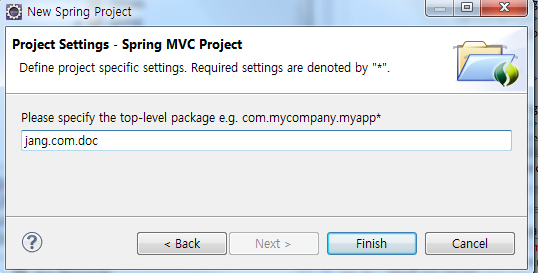 New Spring Project
Project Settings - Spring MVC Project
Define project specific settings. Required settings are denoted by "*".
Please specify the top-level package e.g. com.mycompany.myapp*
jang.com.doc
?
< Back
Next >
Finish
Cancel